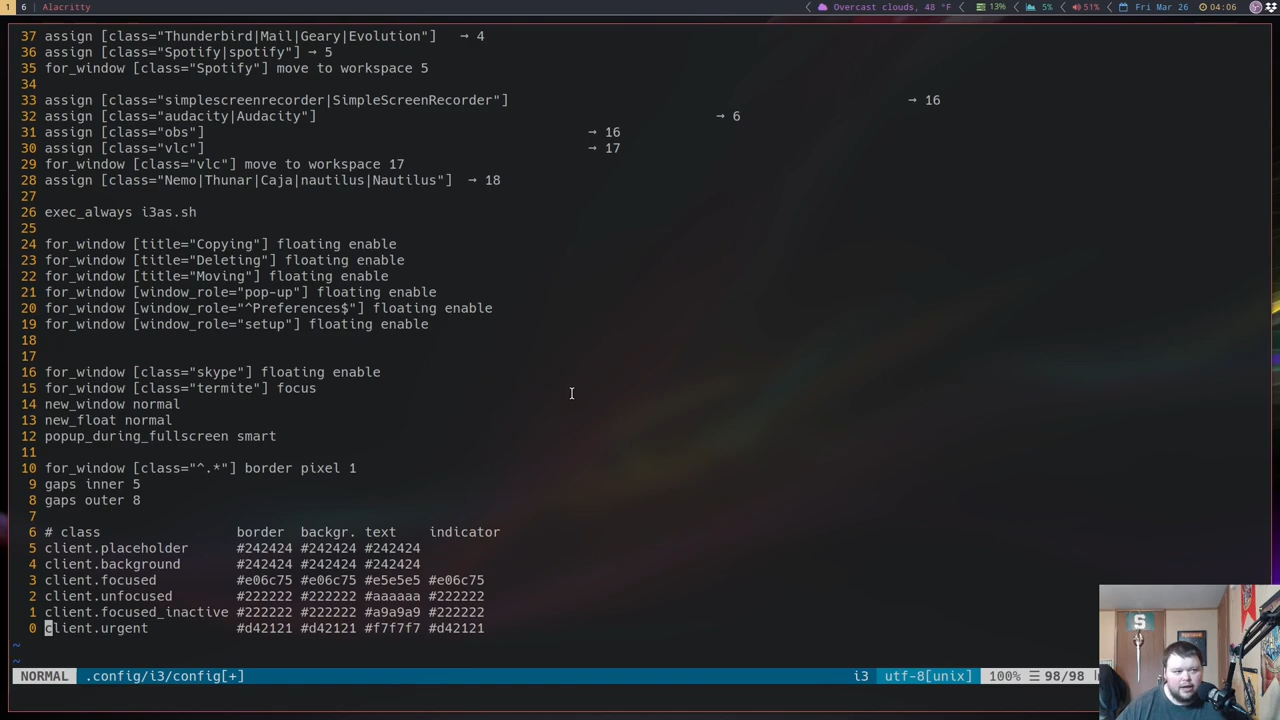 1 6 Alacritty Overcast clouds, 48 °F 13% 5% 51% Fri Mar 26 04:06
37 assign [class="Thunderbird|Mail|Geary|Evolution"] → 4
36 assign [class="Spotify|spotify"] → 5
35 for_window [class="Spotify"] move to workspace 5
34
33 assign [class="simplescreenrecorder|SimpleScreenRecorder"] → 16
32 assign [class="audacity|Audacity"] → 6
31 assign [class="obs"] → 16
30 assign [class="vlc"] → 17
29 for_window [class="vlc"] move to workspace 17
28 assign [class="Nemo|Thunar|Caja|nautilus|Nautilus"] → 18
27
26 exec_always i3as.sh
25
24 for_window [title="Copying"] floating enable
23 for_window [title="Deleting"] floating enable
22 for_window [title="Moving"] floating enable
21 for_window [window_role="pop-up"] floating enable
20 for_window [window_role="^Preferences$"] floating enable
19 for_window [window_role="setup"] floating enable
18
17
16 for_window [class="skype"] floating enable
15 for_window [class="termite"] focus
14 new_window normal
13 new_float normal
12 popup_during_fullscreen smart
11
10 for_window [class="^.*"] border pixel 1
9 gaps inner 5
8 gaps outer 8
7
6 # class border backgr. text indicator
5 client.placeholder #242424 #242424 #242424
4 client.background #242424 #242424 #242424
3 client.focused #e06c75 #e06c75 #e5e5e5 #e06c75
2 client.unfocused #222222 #222222 #aaaaaa #222222
1 client.focused_inactive #222222 #222222 #a9a9a9 #222222
0 client.urgent #d42121 #d42121 #f7f7f7 #d42121
~
~
NORMAL .config/i3/config[+] i3 utf-8[unix] 100% ☰ 98/98
S